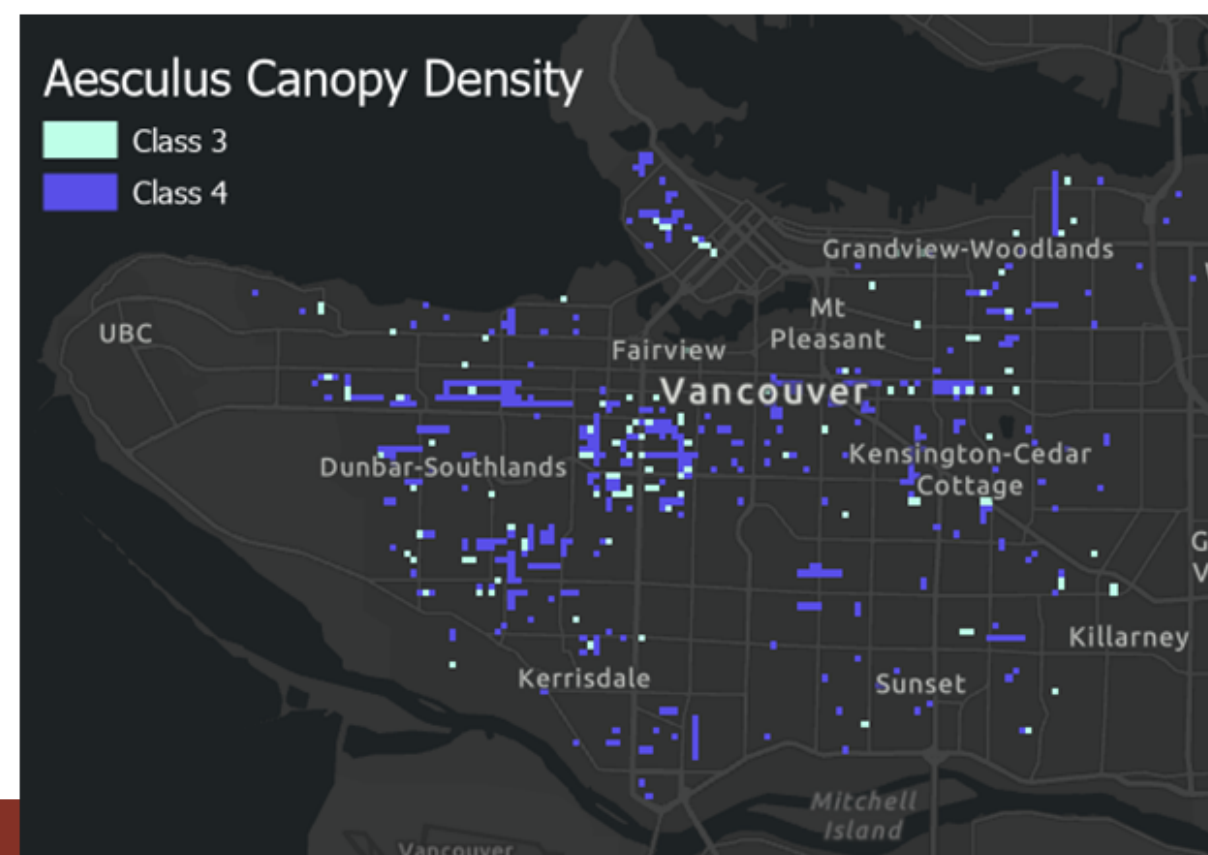 Aesculus Canopy Density
Class 3
Class 4
Grandview-Woodlands
UBC
Mt
Pleasant
Fairview
Vancouver
Kensington-Cedar
Cottage
Dunbar-Southlands
G
V
Killarney
Kerrisdale
Sunset
Mitchell
Island
Vancouver